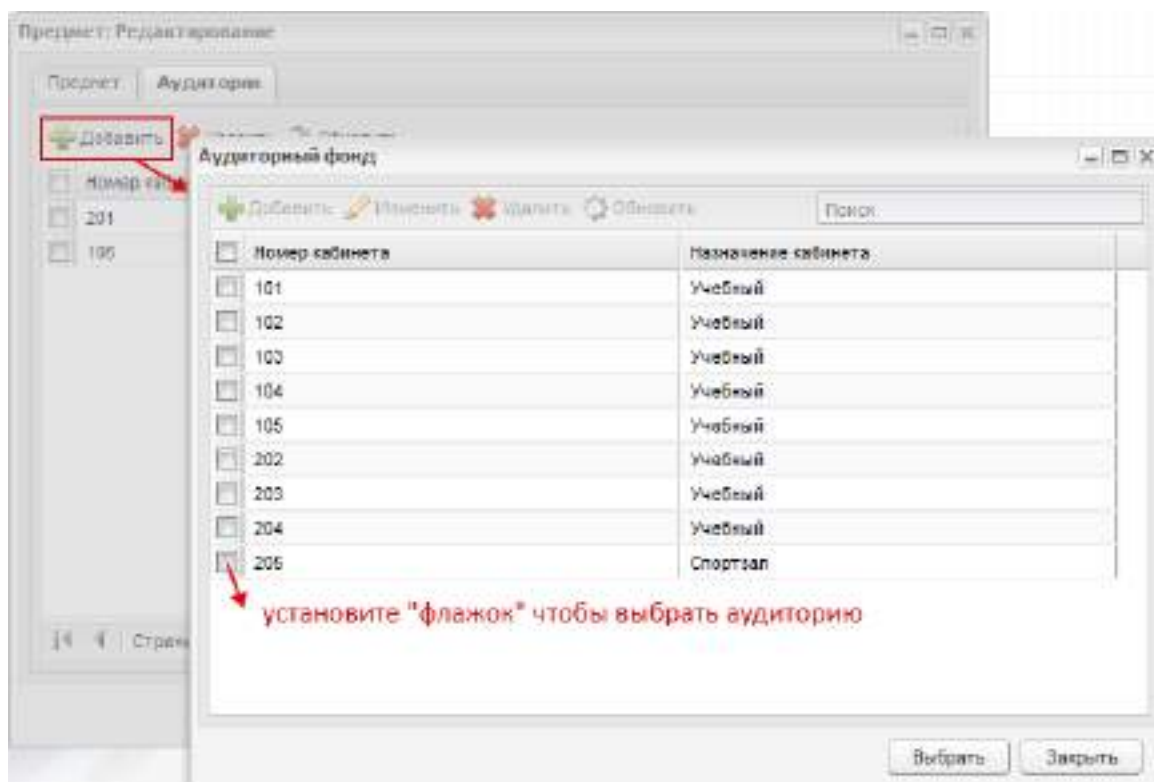 Предмет: Редактирование
Предмет Аудитории
Добавить
Аудиторный фонд
Номер
Добавить Изменить Удалить Обновить Поиск
201
Номер кабинета Назначение кабинета
101 Учебный
102 Учебный
103 Учебный
104 Учебный
105 Учебный
202 Учебный
203 Учебный
204 Учебный
Спортзал
установите "флажок" чтобы выбрать аудиторию
Выбрать Закрыть